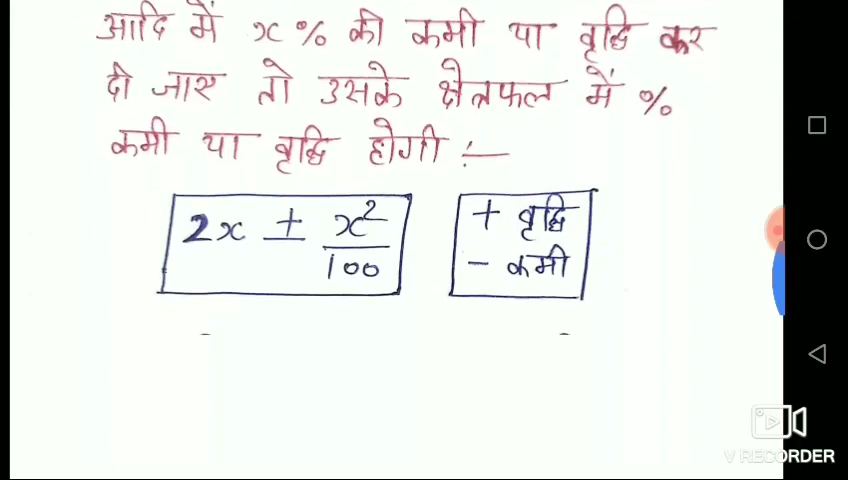 आदि में x% की कमी या वृद्धि कर
दी जाए तो उसके क्षेत्रफल में %
कमी या वृद्धि होगी :—
2x ± x²/100
+ वृद्धि
- कमी
V RECORDER